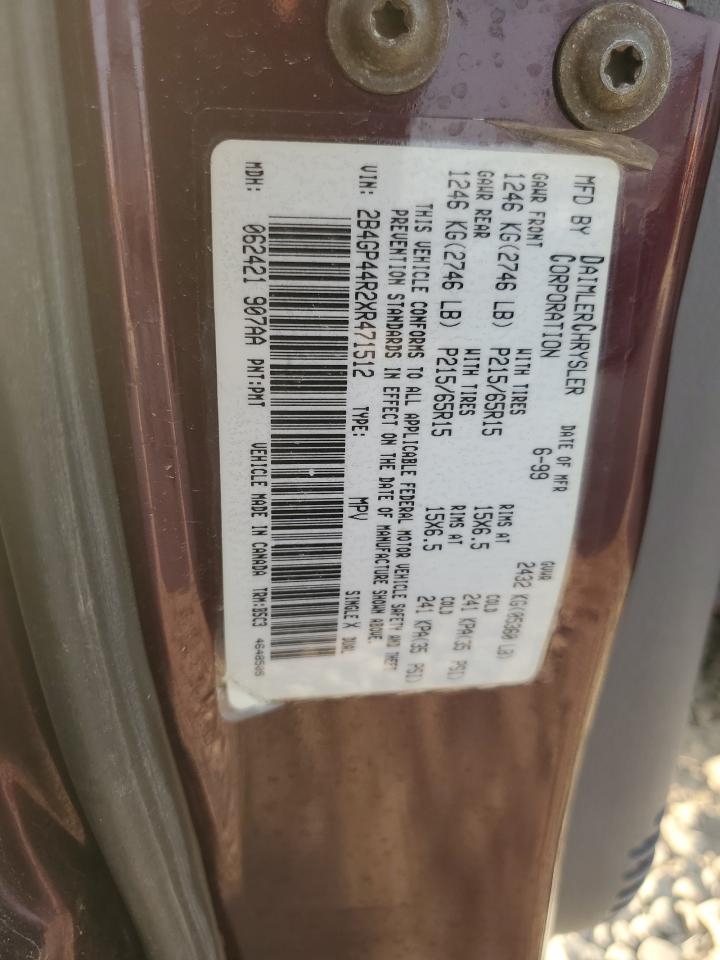 MFD BY DAIMLERCHRYSLER CORPORATION DATE OF MFR 6-99 GVWR 2432 KG(05360 LB)
GAWR FRONT WITH TIRES RIMS AT COLD
1246 KG(2746 LB) P215/65R15 15X6.5 241 KPA(35 PSI)
GAWR REAR WITH TIRES RIMS AT COLD
1246 KG(2746 LB) P215/65R15 15X6.5 241 KPA(35 PSI)
THIS VEHICLE CONFORMS TO ALL APPLICABLE FEDERAL MOTOR VEHICLE SAFETY AND THEFT
PREVENTION STANDARDS IN EFFECT ON THE DATE OF MANUFACTURE SHOWN ABOVE.
VIN: 2B4GP44R2XR471512 TYPE: MPV SINGLE X DUAL
MDH: 062421 907AA PNT:PMT VEHICLE MADE IN CANADA TRM:B5C3 4648505